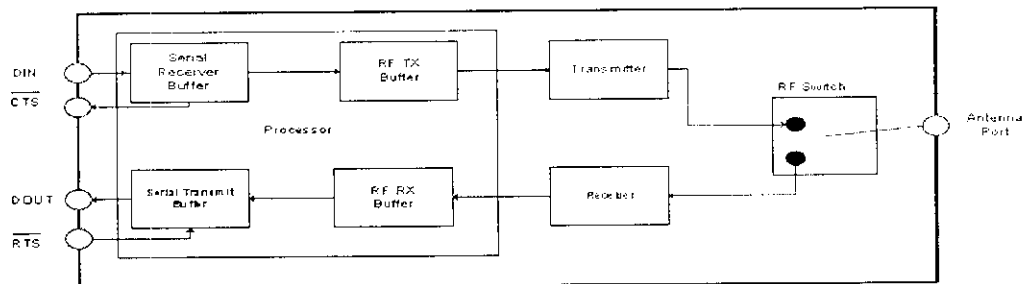 DIN
CTS
Serial
Receiver
Buffer
RF TX
Buffer
Transmitter
RF Switch
Antenna
Port
Processor
DOUT
RTS
Serial Transmit
Buffer
RF RX
Buffer
Receiver